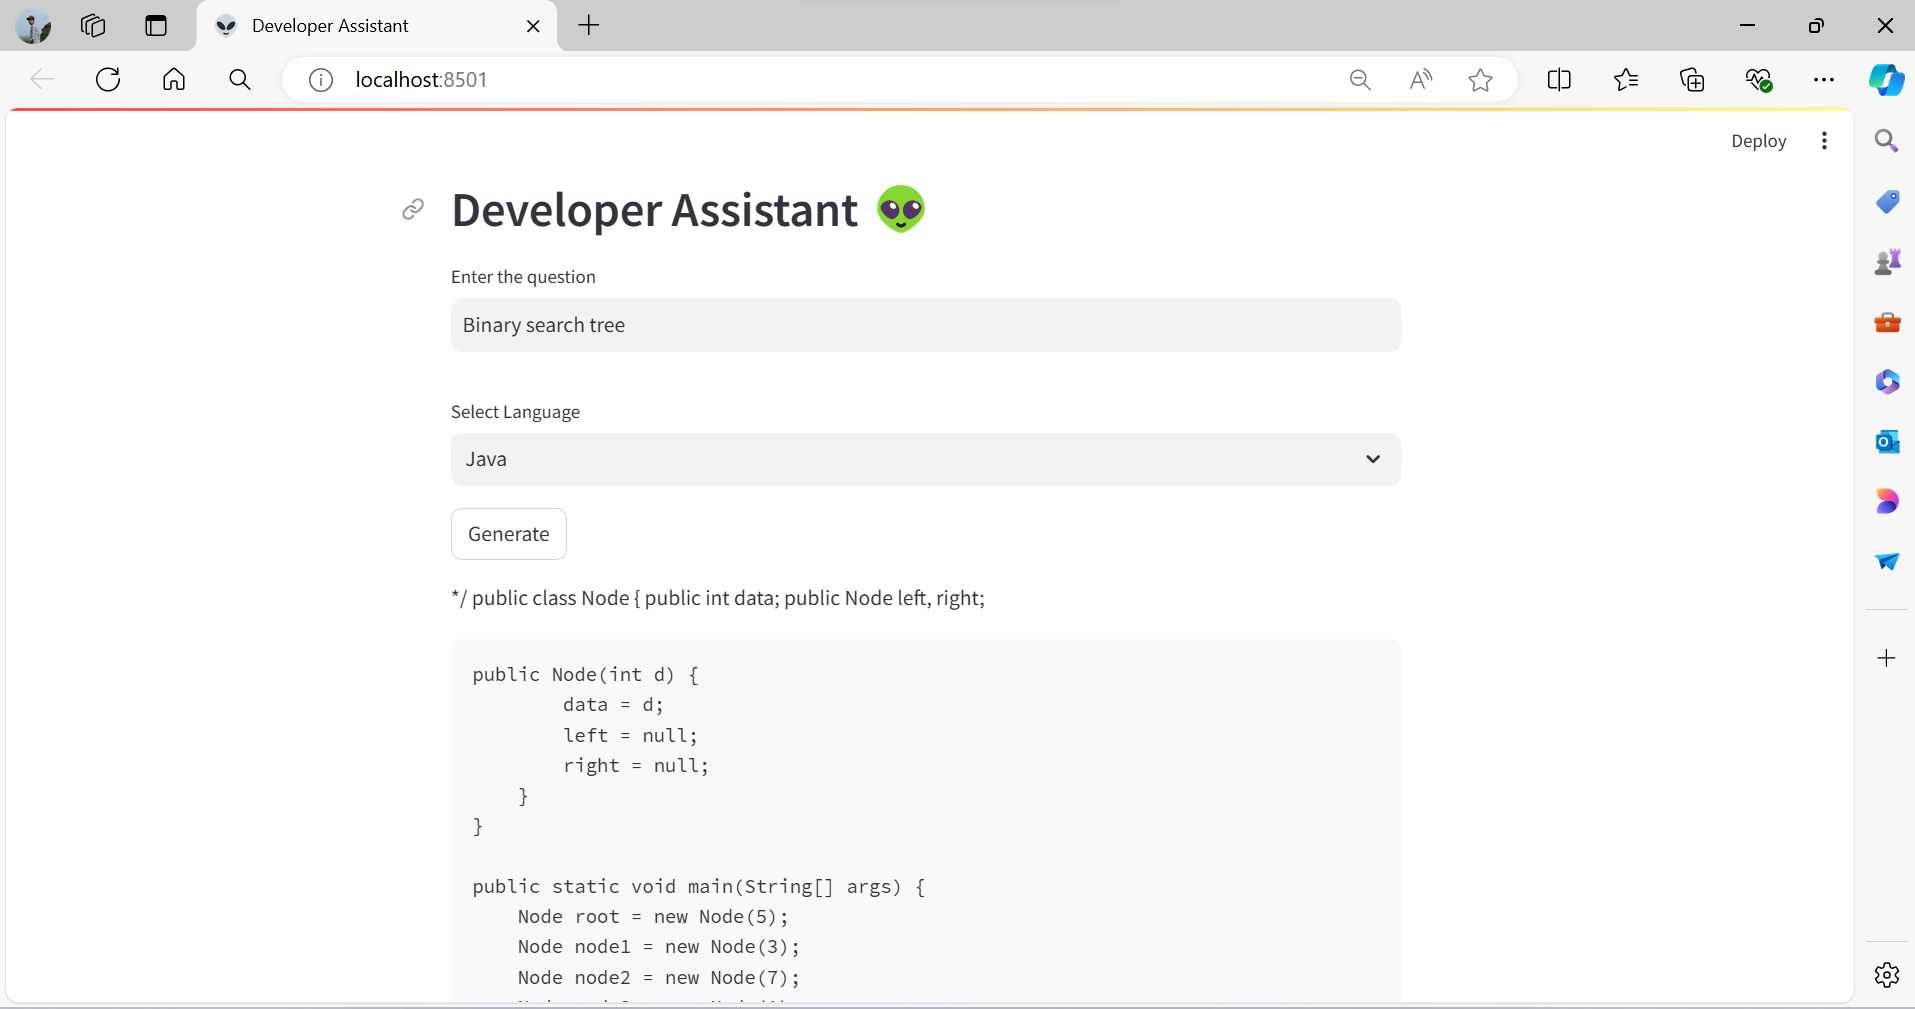 Developer Assistant
localhost:8501
Deploy
Developer Assistant
Enter the question
Binary search tree
Select Language
Java
Generate
*/ public class Node { public int data; public Node left, right;
public Node(int d) {
        data = d;
        left = null;
        right = null;
    }
}
public static void main(String[] args) {
    Node root = new Node(5);
    Node node1 = new Node(3);
    Node node2 = new Node(7);